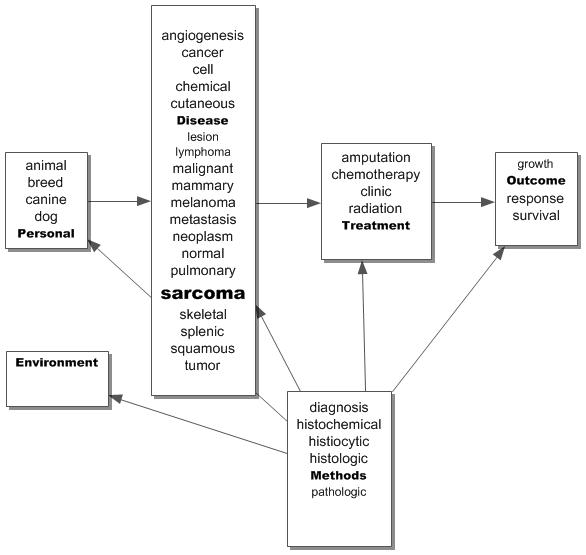 animal
breed
canine
dog
Personal
angiogenesis
cancer
cell
chemical
cutaneous
Disease
lesion
lymphoma
malignant
mammary
melanoma
metastasis
neoplasm
normal
pulmonary
sarcoma
skeletal
splenic
squamous
tumor
amputation
chemotherapy
clinic
radiation
Treatment
growth
Outcome
response
survival
Environment
diagnosis
histochemical
histiocytic
histologic
Methods
pathologic